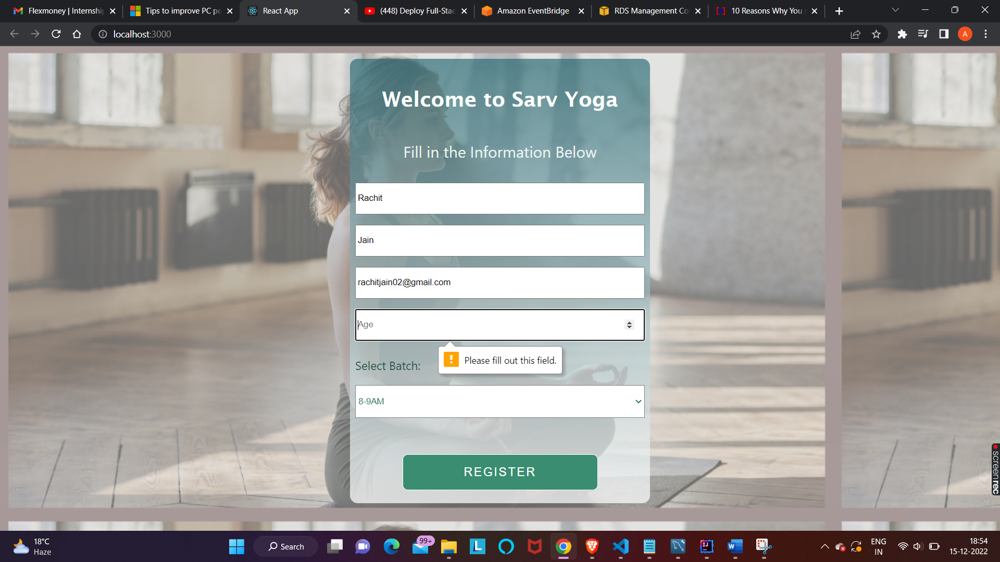 Flexmoney | Internshi
Tips to improve PC pe
React App
(448) Deploy Full-Stac
Amazon EventBridge
RDS Management Co
10 Reasons Why You
localhost:3000
A
Welcome to Sarv Yoga
Fill in the Information Below
Rachit
Jain
rachitjain02@gmail.com
Age
Please fill out this field.
Select Batch:
8-9AM
REGISTER
screenrec
18°C
Haze
Search
99+
ENG
IN
18:54
15-12-2022